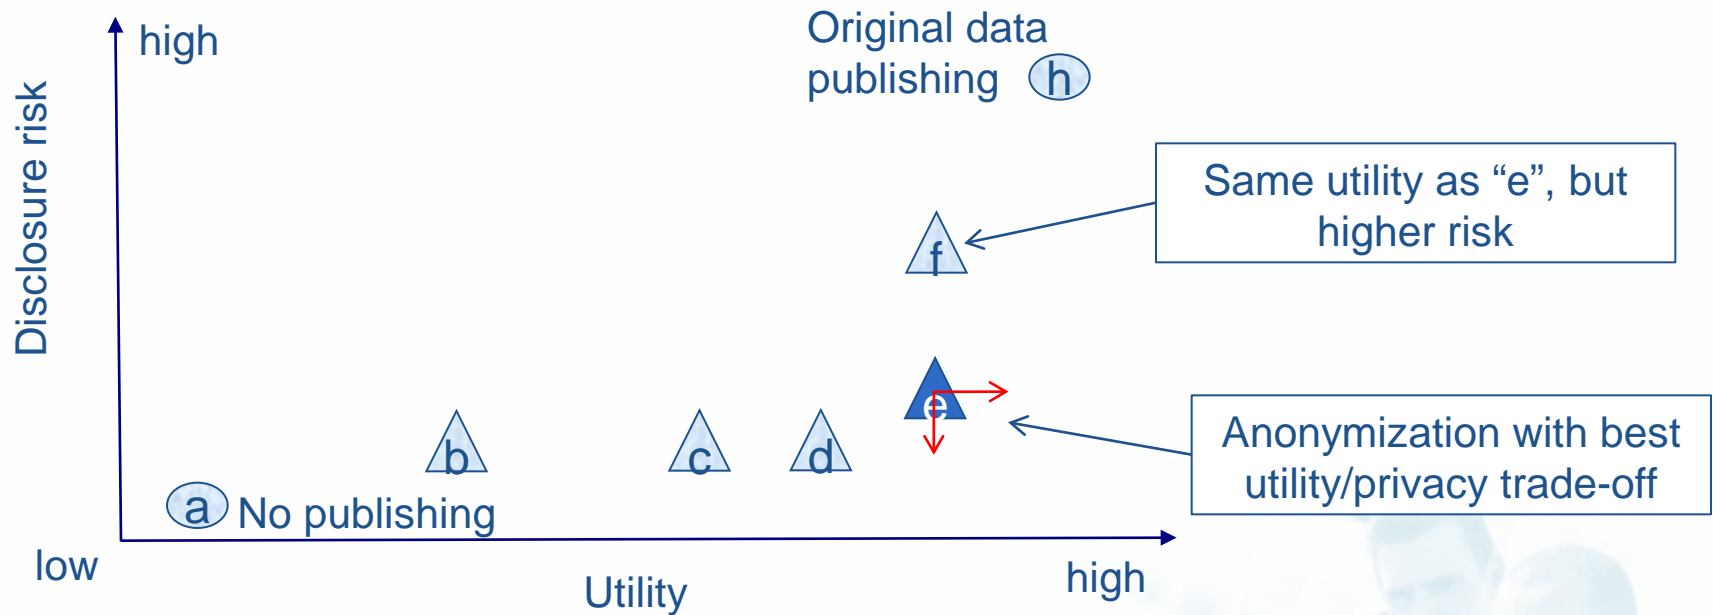 high
Original data
publishing
h
Disclosure risk
Same utility as “e”, but
higher risk
f
e
Anonymization with best
utility/privacy trade-off
b
c
d
a
No publishing
low
Utility
high